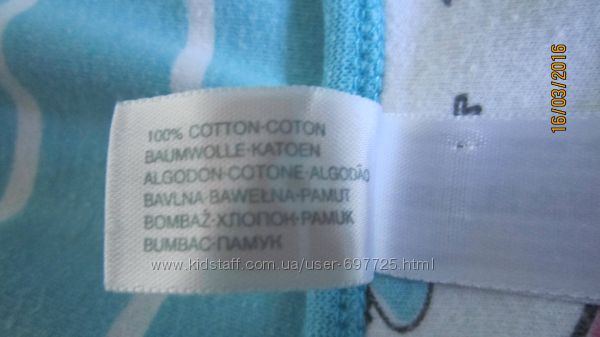 100% COTTON-COTON
BAUMWOLLE-KATOEN
ALGODON-COTONE-ALGODÃO
BAVLNA-BAWEŁNA-PAMUT
BOMBAŽ-ХЛОПОК-PAMUK
BUMBAC-ПАМУК
www.kidstaff.com.ua/user-697725.html
16/03/2016